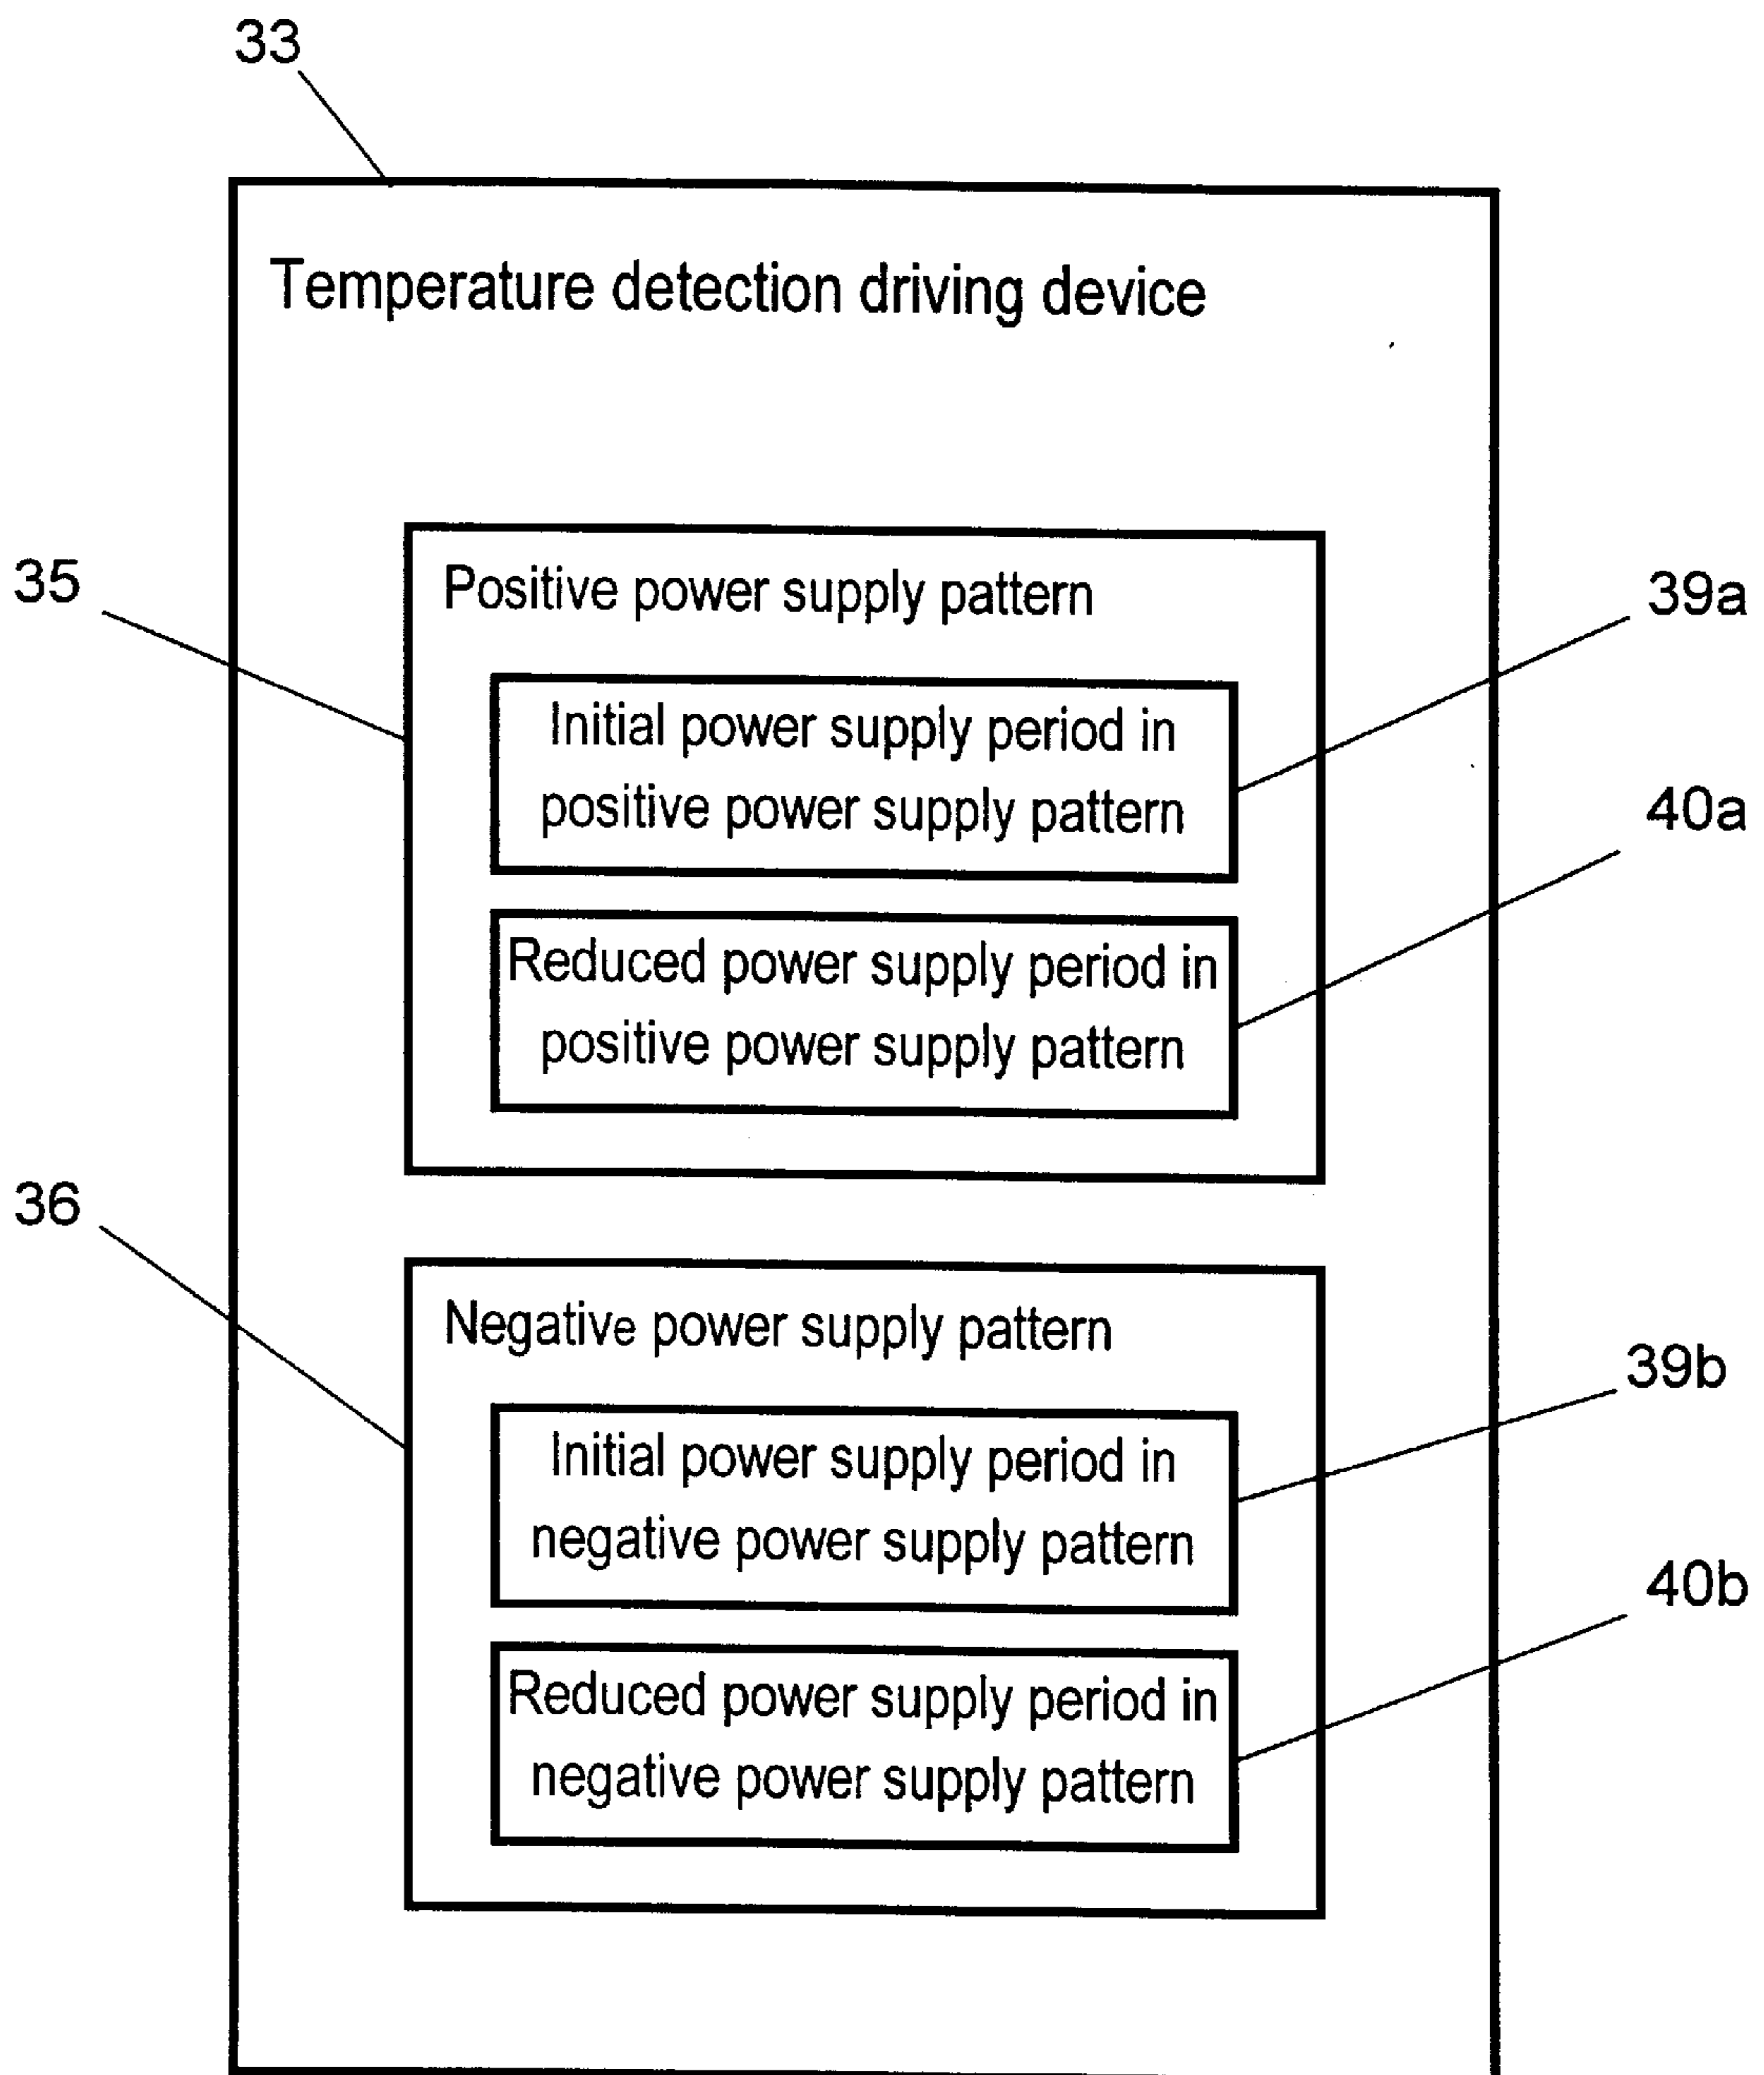 33
Temperature detection driving device
35
Positive power supply pattern
39a
Initial power supply period in
positive power supply pattern
40a
Reduced power supply period in
positive power supply pattern
36
Negative power supply pattern
39b
Initial power supply period in
negative power supply pattern
40b
Reduced power supply period in
negative power supply pattern